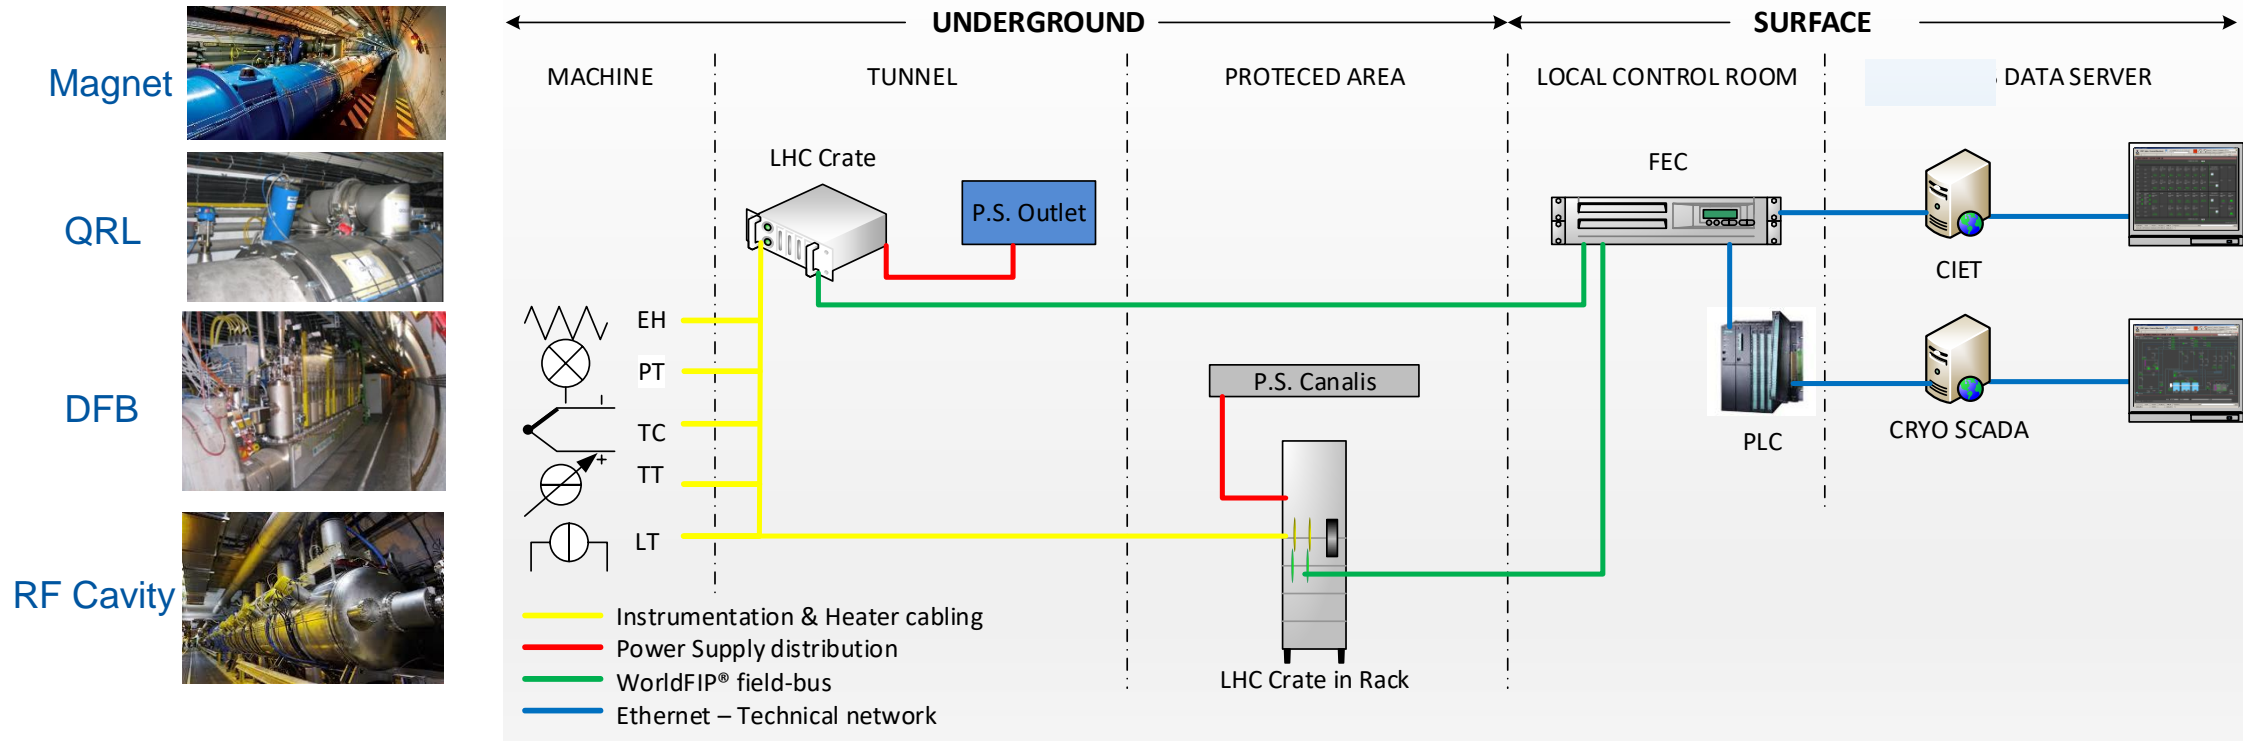 Magnet
QRL
DFB
RF Cavity
UNDERGROUND
SURFACE
MACHINE
TUNNEL
PROTECED AREA
LOCAL CONTROL ROOM
DATA SERVER
LHC Crate
P.S. Outlet
FEC
CIET
EH
PT
TC
TT
LT
P.S. Canalis
PLC
CRYO SCADA
LHC Crate in Rack
Instrumentation & Heater cabling
Power Supply distribution
WorldFIP® field-bus
Ethernet – Technical network